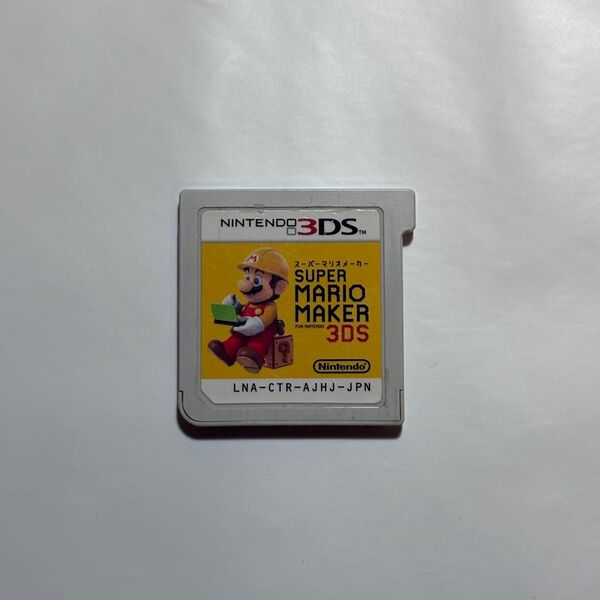 NINTENDO 3DS™
スーパーマリオメーカー
SUPER
MARIO
MAKER
FOR NINTENDO 3DS
Nintendo
LNA-CTR-AJHJ-JPN
M